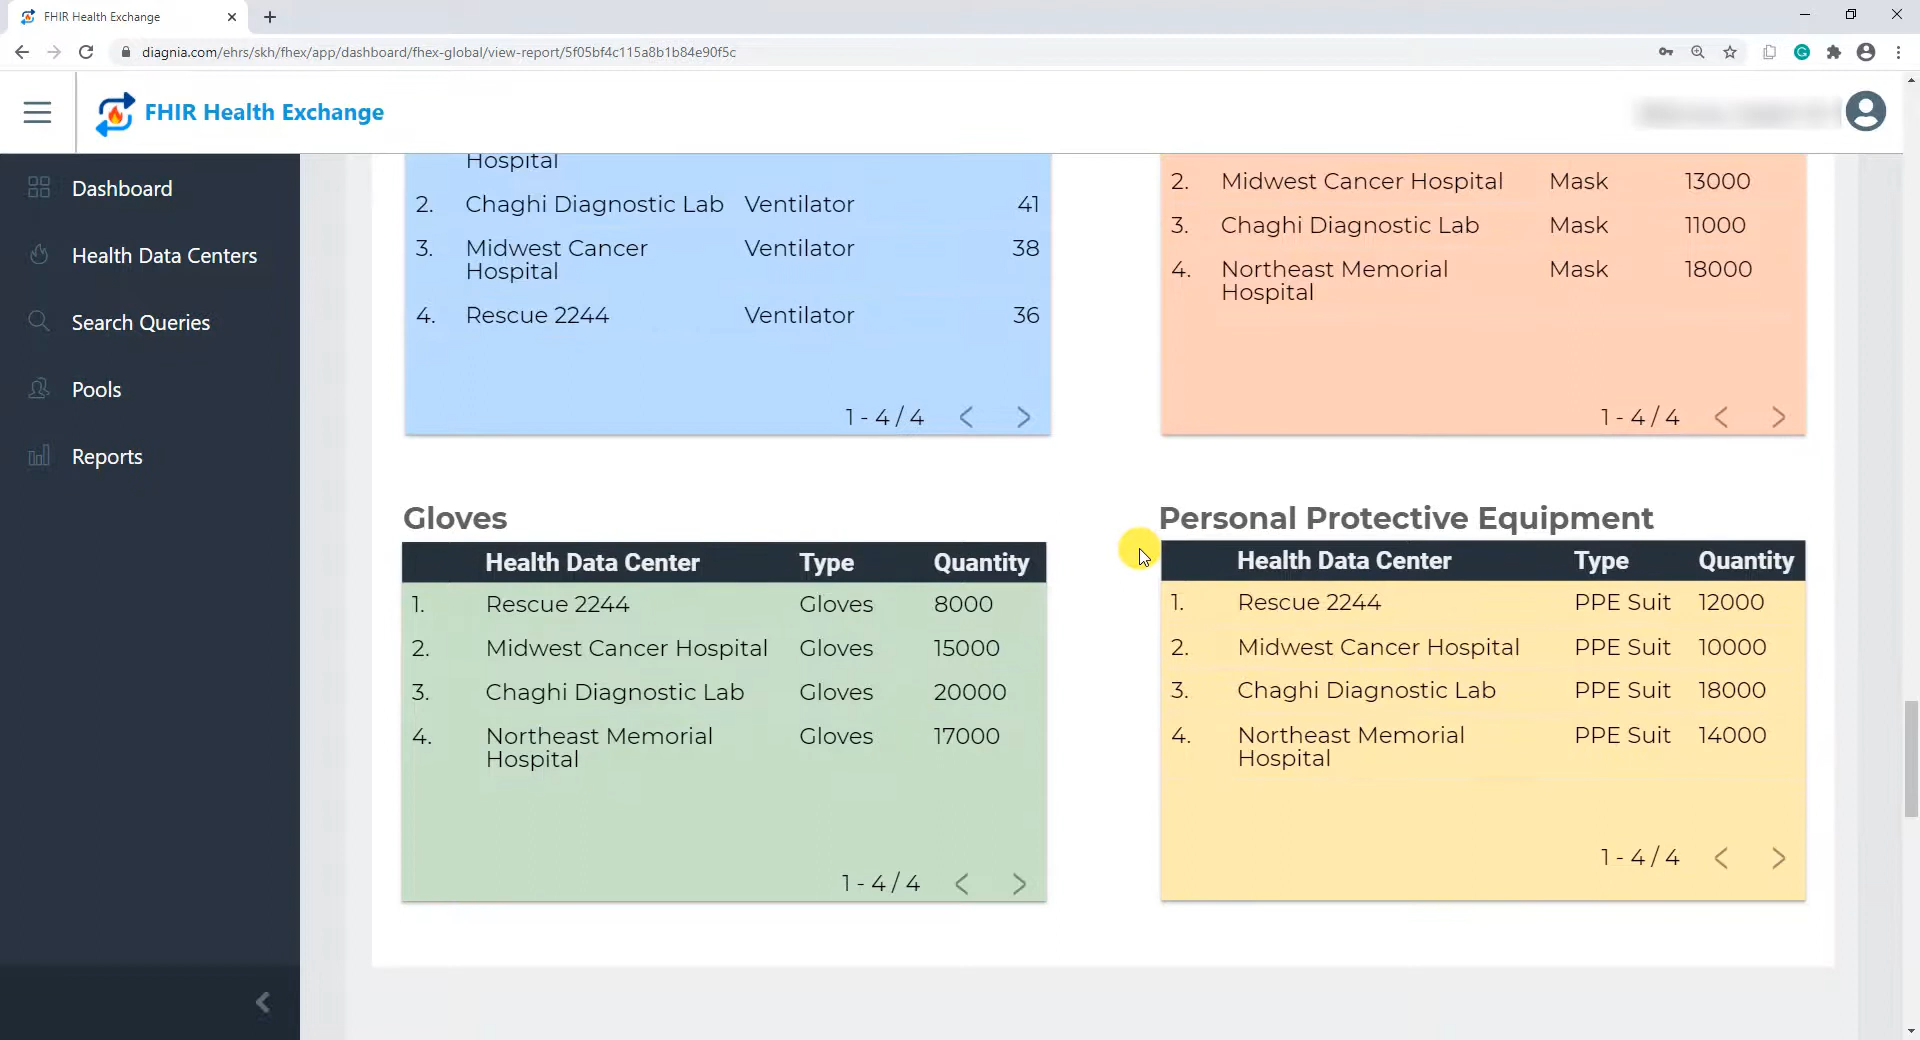 FHIR Health Exchange
diagnia.com/ehrs/skh/fhex/app/dashboard/fhex-global/view-report/5f05bf4c115a8b1b84e90f5c
FHIR Health Exchange
Dashboard
Health Data Centers
Search Queries
Pools
Reports
Hospital
2. Chaghi Diagnostic Lab Ventilator 41
3. Midwest Cancer Ventilator 38
Hospital
4. Rescue 2244 Ventilator 36
1 - 4 / 4
2. Midwest Cancer Hospital Mask 13000
3. Chaghi Diagnostic Lab Mask 11000
4. Northeast Memorial Mask 18000
Hospital
1 - 4 / 4
Gloves
Health Data Center Type Quantity
1. Rescue 2244 Gloves 8000
2. Midwest Cancer Hospital Gloves 15000
3. Chaghi Diagnostic Lab Gloves 20000
4. Northeast Memorial Gloves 17000
Hospital
1 - 4 / 4
Personal Protective Equipment
Health Data Center Type Quantity
1. Rescue 2244 PPE Suit 12000
2. Midwest Cancer Hospital PPE Suit 10000
3. Chaghi Diagnostic Lab PPE Suit 18000
4. Northeast Memorial PPE Suit 14000
Hospital
1 - 4 / 4